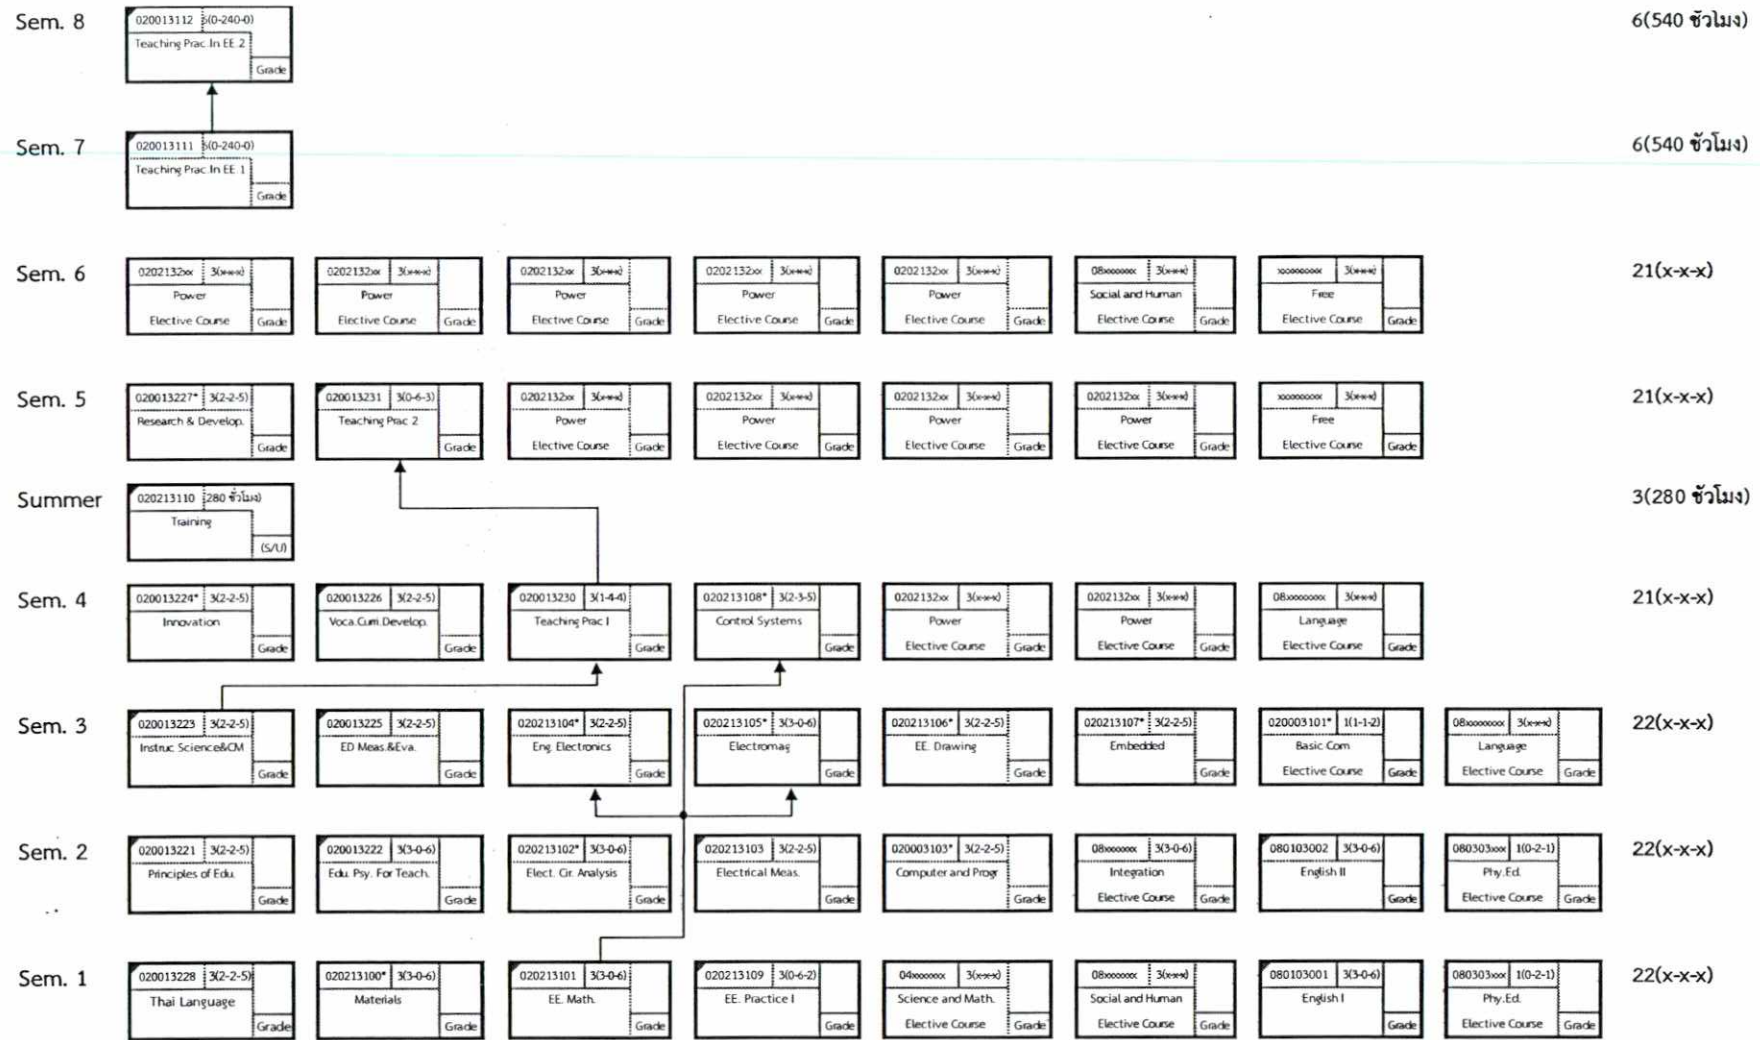 Sem. 8
020013112 6(0-240-0)
Teaching Prac.In EE.2
Grade
6(540 ชั่วโมง)
Sem. 7
020013111 6(0-240-0)
Teaching Prac.In EE.1
Grade
6(540 ชั่วโมง)
Sem. 6
0202132xx 3(x-x-x) 0202132xx 3(x-x-x) 0202132xx 3(x-x-x) 0202132xx 3(x-x-x) 0202132xx 3(x-x-x) 08xxxxxxx 3(x-x-x) xxxxxxxxx 3(x-x-x)
Power Power Power Power Power Social and Human Free
Elective Course Grade Elective Course Grade Elective Course Grade Elective Course Grade Elective Course Grade Elective Course Grade Elective Course Grade
21(x-x-x)
Sem. 5
020013227* 3(2-2-5) 020013231 3(0-6-3) 0202132xx 3(x-x-x) 0202132xx 3(x-x-x) 0202132xx 3(x-x-x) 0202132xx 3(x-x-x) xxxxxxxxx 3(x-x-x)
Research & Develop. Teaching Prac 2 Power Power Power Power Free
Grade Grade Elective Course Grade Elective Course Grade Elective Course Grade Elective Course Grade Elective Course Grade
21(x-x-x)
Summer
020213110 (280 ชั่วโมง)
Training
(S/U)
3(280 ชั่วโมง)
Sem. 4
020013224* 3(2-2-5) 020013226 3(2-2-5) 020013230 3(1-4-4) 020213108* 3(2-3-5) 0202132xx 3(x-x-x) 0202132xx 3(x-x-x) 08xxxxxxx 3(x-x-x)
Innovation Voca.Curri.Develop. Teaching Prac I Control Systems Power Power Language
Grade Grade Grade Grade Elective Course Grade Elective Course Grade Elective Course Grade
21(x-x-x)
Sem. 3
020013223 3(2-2-5) 020013225 3(2-2-5) 020213104* 3(2-2-5) 020213105* 3(3-0-6) 020213106* 3(2-2-5) 020213107* 3(2-2-5) 020003101* 1(1-1-2) 08xxxxxxx 3(x-x-x)
Instruc Science&CM ED Meas.&Eva. Eng. Electronics Electromag EE. Drawing Embedded Basic Com Language
Grade Grade Grade Grade Grade Grade Elective Course Grade Elective Course Grade
22(x-x-x)
Sem. 2
020013221 3(2-2-5) 020013222 3(3-0-6) 020213102* 3(3-0-6) 020213103 3(2-2-5) 020003103* 3(2-2-5) 08xxxxxxx 3(3-0-6) 080103002 3(3-0-6) 080303xxx 1(0-2-1)
Principles of Edu. Edu. Psy. For Teach. Elect. Cir. Analysis Electrical Meas. Computer and Progr Integration English II Phy.Ed.
Grade Grade Grade Grade Grade Elective Course Grade Grade Elective Course Grade
22(x-x-x)
Sem. 1
020013228 3(2-2-5) 020213100* 3(3-0-6) 020213101 3(3-0-6) 020213109 3(0-6-2) 04xxxxxxx 3(x-x-x) 08xxxxxxx 3(x-x-x) 080103001 3(3-0-6) 080303xxx 1(0-2-1)
Thai Language Materials EE. Math. EE. Practice I Science and Math. Social and Human English I Phy.Ed.
Grade Grade Grade Grade Elective Course Grade Elective Course Grade Grade Elective Course Grade
22(x-x-x)